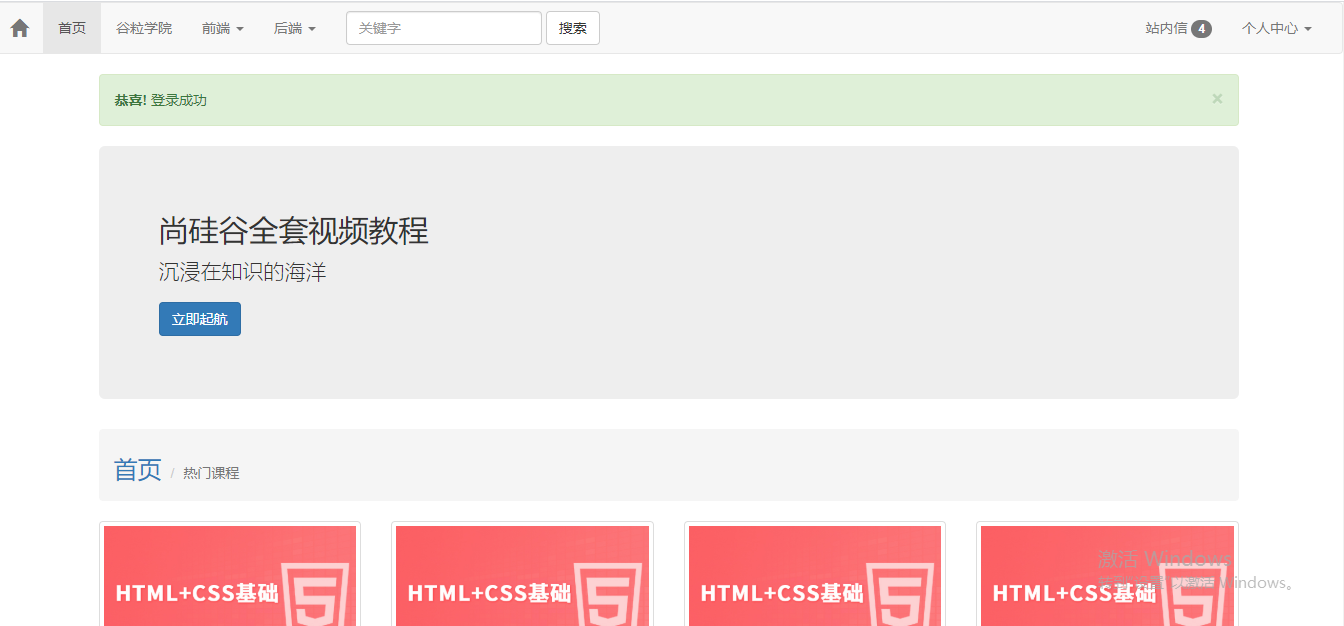 首页 谷粒学院 前端 后端 关键字 搜索 站内信 4 个人中心
恭喜! 登录成功 ×
尚硅谷全套视频教程
沉浸在知识的海洋
立即起航
首页 / 热门课程
HTML+CSS基础 HTML+CSS基础 HTML+CSS基础 HTML+CSS基础
激活 Windows
转到"设置"以激活 Windows。